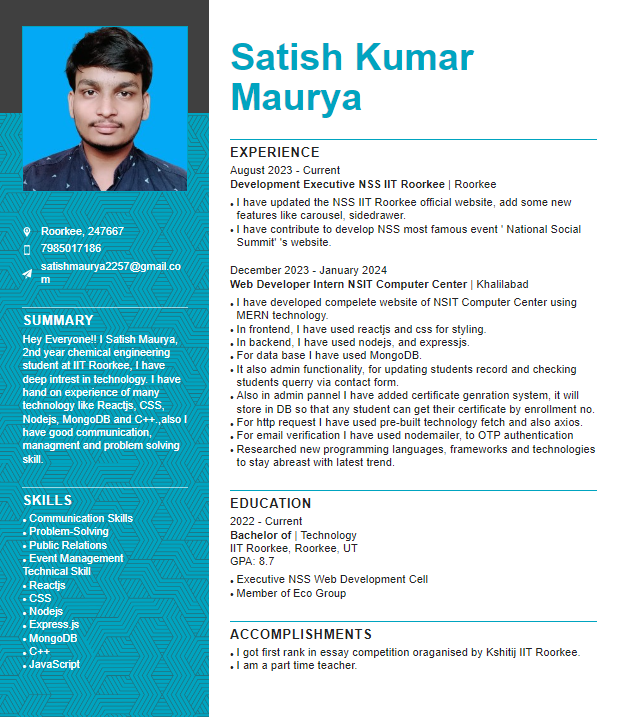 Satish Kumar
Maurya
Roorkee, 247667
7985017186
satishmaurya2257@gmail.co
m
SUMMARY
Hey Everyone!! I Satish Maurya,
2nd year chemical engineering
student at IIT Roorkee, I have
deep intrest in technology. I have
hand on experience of many
technology like Reactjs, CSS,
Nodejs, MongoDB and C++.,also I
have good communication,
managment and problem solving
skill.
SKILLS
• Communication Skills
• Problem-Solving
• Public Relations
• Event Management
Technical Skill
• Reactjs
• CSS
• Nodejs
• Express.js
• MongoDB
• C++
• JavaScript
EXPERIENCE
August 2023 - Current
Development Executive NSS IIT Roorkee | Roorkee
• I have updated the NSS IIT Roorkee official website, add some new
features like carousel, sidedrawer.
• I have contribute to develop NSS most famous event ' National Social
Summit' 's website.
December 2023 - January 2024
Web Developer Intern NSIT Computer Center | Khalilabad
• I have developed compelete website of NSIT Computer Center using
MERN technology.
• In frontend, I have used reactjs and css for styling.
• In backend, I have used nodejs, and expressjs.
• For data base I have used MongoDB.
• It also admin functionality, for updating students record and checking
students querry via contact form.
• Also in admin pannel I have added certificate genration system, it will
store in DB so that any student can get their certificate by enrollment no.
• For http request I have used pre-built technology fetch and also axios.
• For email verification I have used nodemailer, to OTP authentication
• Researched new programming languages, frameworks and technologies
to stay abreast with latest trend.
EDUCATION
2022 - Current
Bachelor of | Technology
IIT Roorkee, Roorkee, UT
GPA: 8.7
• Executive NSS Web Development Cell
• Member of Eco Group
ACCOMPLISHMENTS
• I got first rank in essay competition oraganised by Kshitij IIT Roorkee.
• I am a part time teacher.